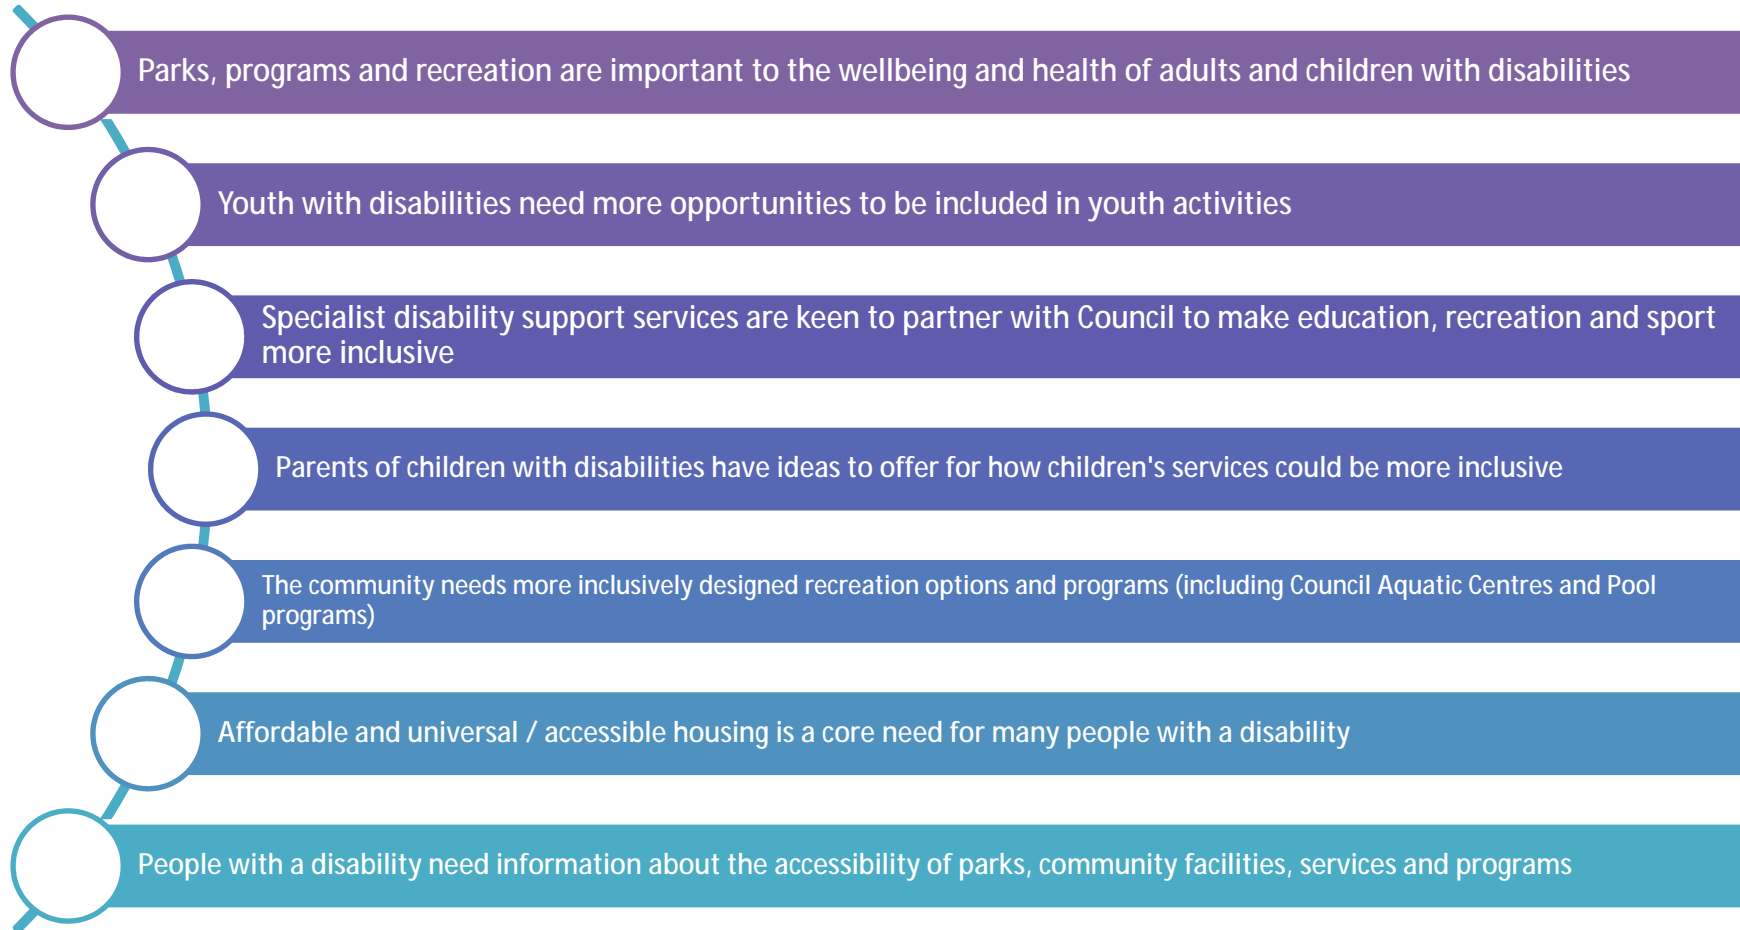 Parks, programs and recreation are important to the wellbeing and health of adults and children with disabilities
Youth with disabilities need more opportunities to be included in youth activities
Specialist disability support services are keen to partner with Council to make education, recreation and sport
more inclusive
Parents of children with disabilities have ideas to offer for how children's services could be more inclusive
The community needs more inclusively designed recreation options and programs (including Council Aquatic Centres and Pool
programs)
Affordable and universal / accessible housing is a core need for many people with a disability
People with a disability need information about the accessibility of parks, community facilities, services and programs